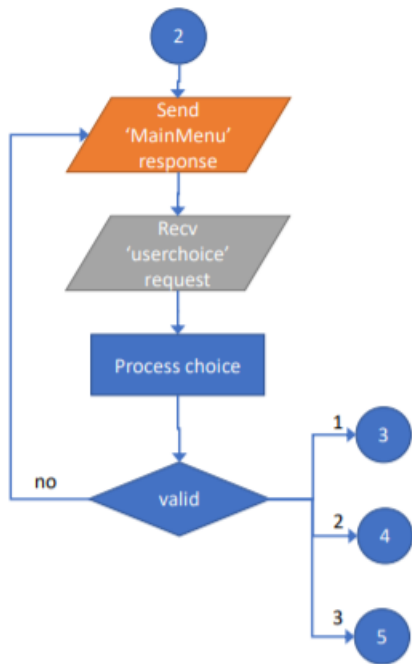 2
Send
‘MainMenu’
response
Recv
‘userchoice’
request
Process choice
valid
no
1
3
2
4
3
5